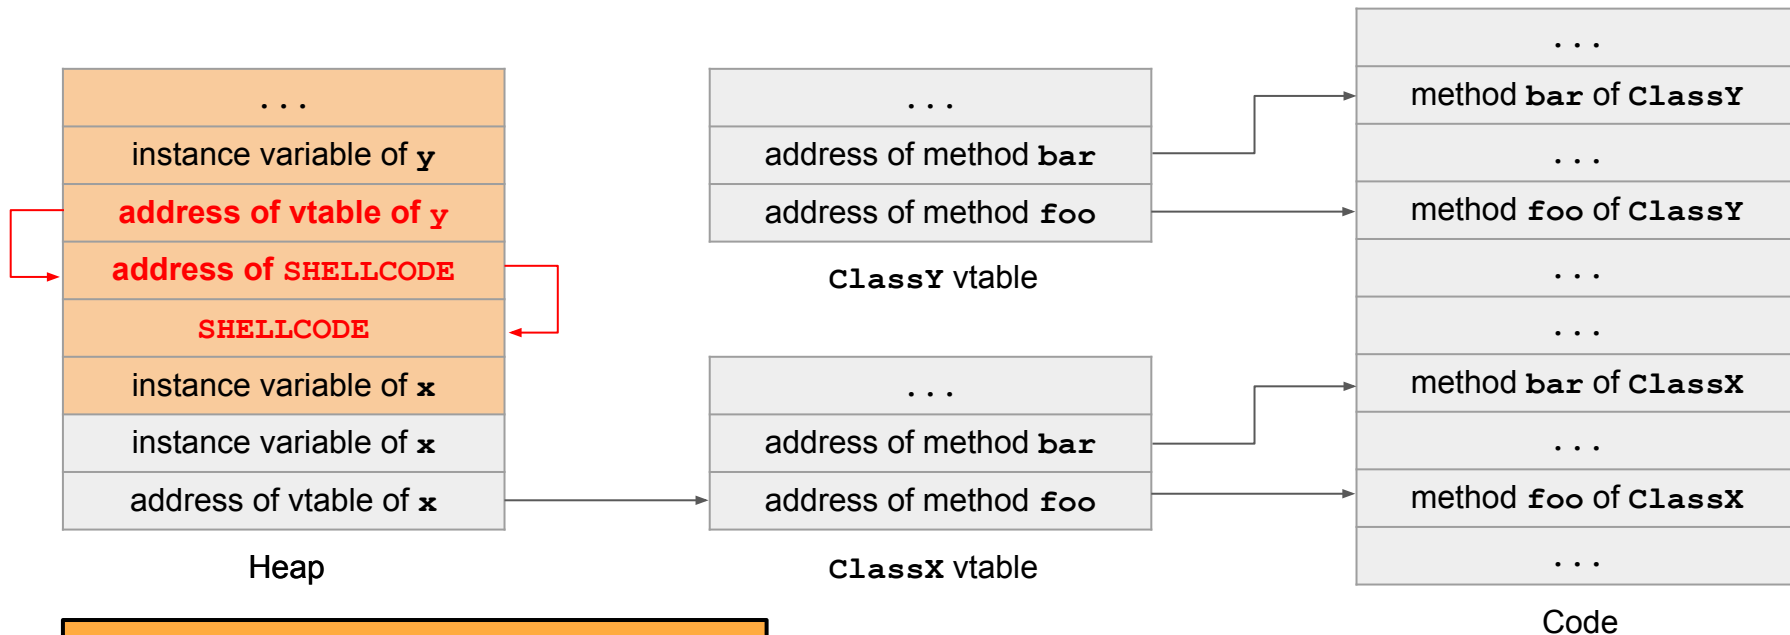 ...
instance variable of y
address of vtable of y
address of SHELLCODE
SHELLCODE
instance variable of x
instance variable of x
address of vtable of x
Heap
...
address of method bar
address of method foo
ClassY vtable
...
address of method bar
address of method foo
ClassX vtable
...
method bar of ClassY
...
method foo of ClassY
...
...
method bar of ClassX
...
method foo of ClassX
...
Code